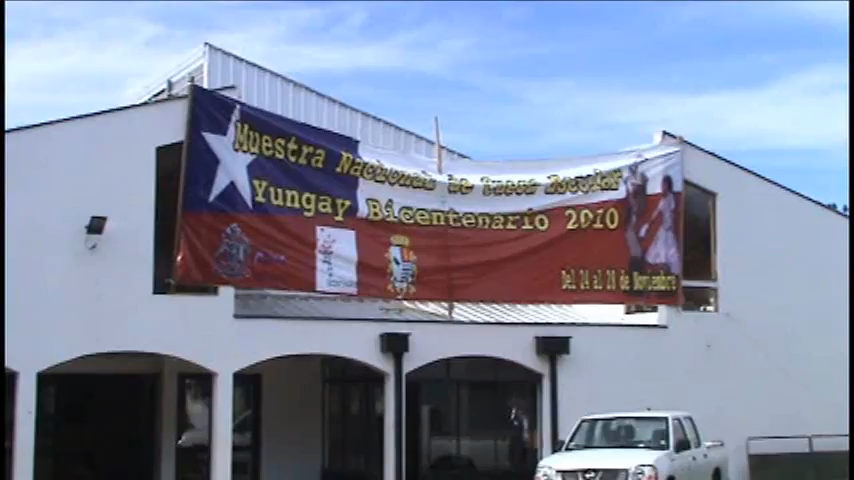 Muestra Nacional de Cueca Escolar
Yungay Bicentenario 2010
Del 24 al 28 de Noviembre